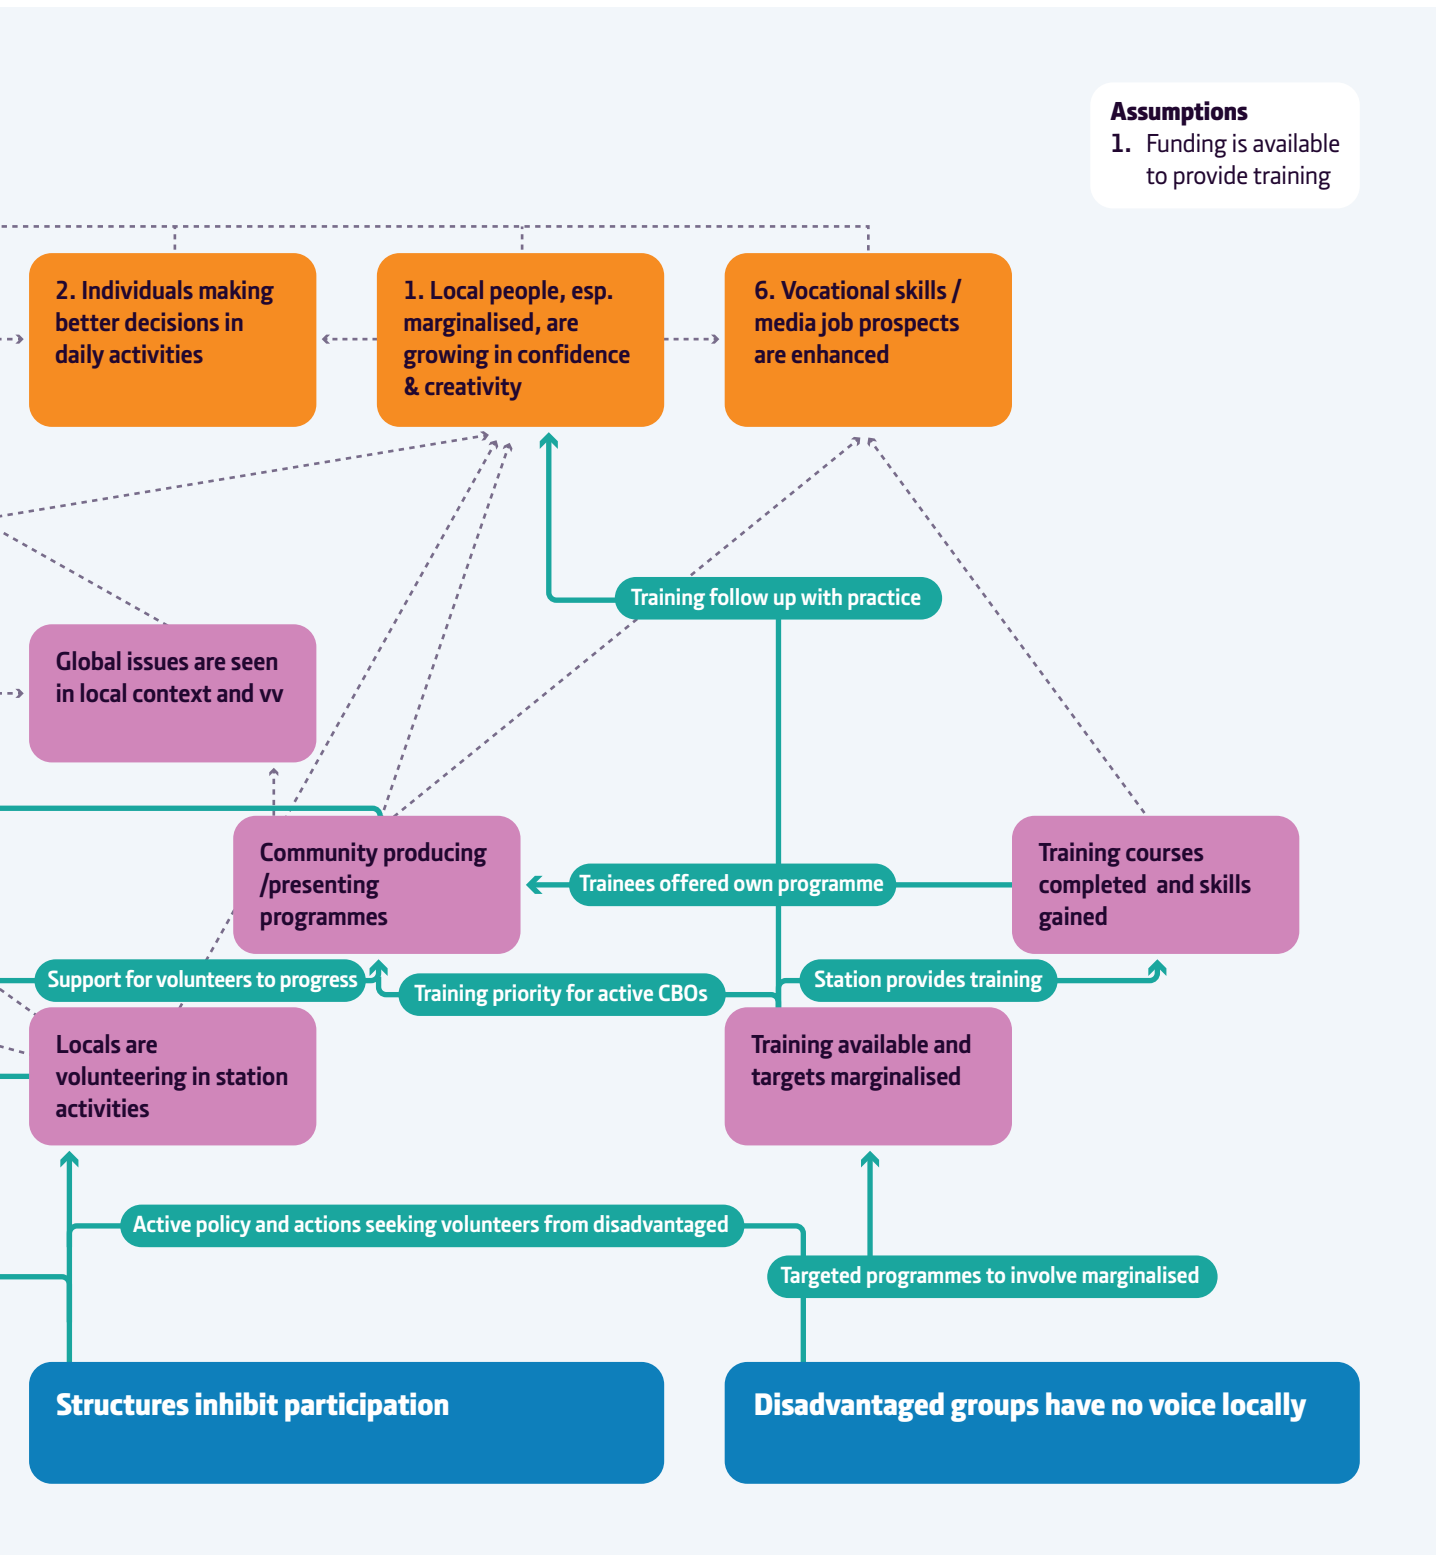 Assumptions
1. Funding is available
to provide training
2. Individuals making
better decisions in
daily activities
1. Local people, esp.
marginalised, are
growing in confidence
& creativity
6. Vocational skills /
media job prospects
are enhanced
Training follow up with practice
Global issues are seen
in local context and vv
Community producing
/presenting
programmes
Trainees offered own programme
Training courses
completed and skills
gained
Support for volunteers to progress
Training priority for active CBOs
Station provides training
Locals are
volunteering in station
activities
Training available and
targets marginalised
Active policy and actions seeking volunteers from disadvantaged
Targeted programmes to involve marginalised
Structures inhibit participation
Disadvantaged groups have no voice locally